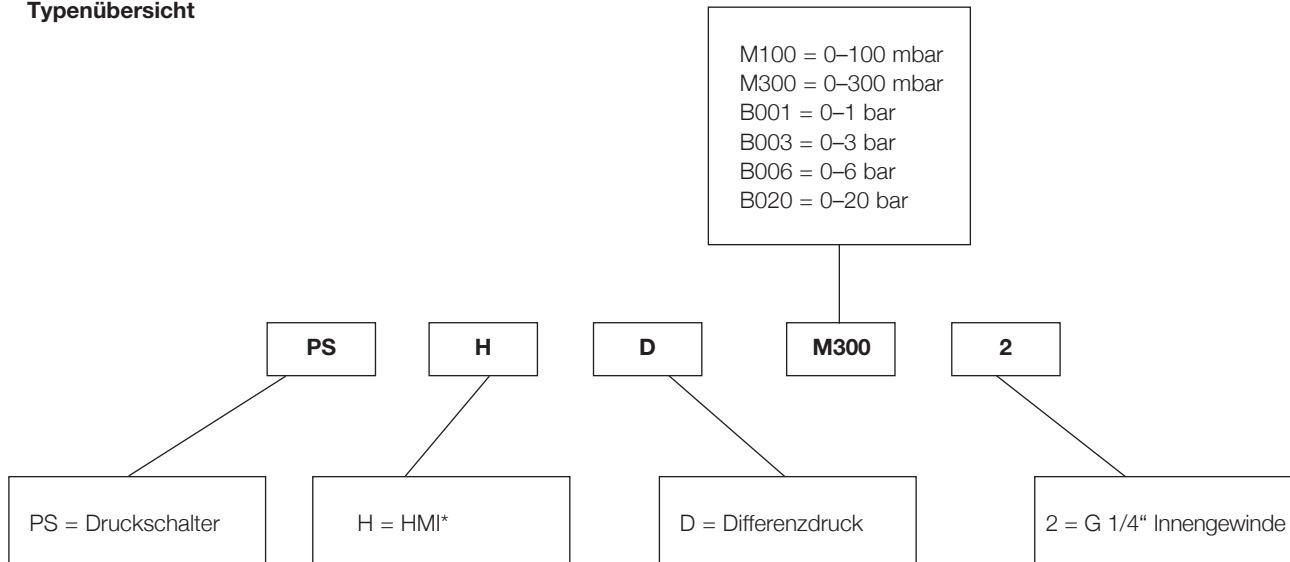 Typenübersicht
M100 = 0–100 mbar
M300 = 0–300 mbar
B001 = 0–1 bar
B003 = 0–3 bar
B006 = 0–6 bar
B020 = 0–20 bar
PS
H
D
M300
2
PS = Druckschalter
H = HMI*
D = Differenzdruck
2 = G 1/4“ Innengewinde